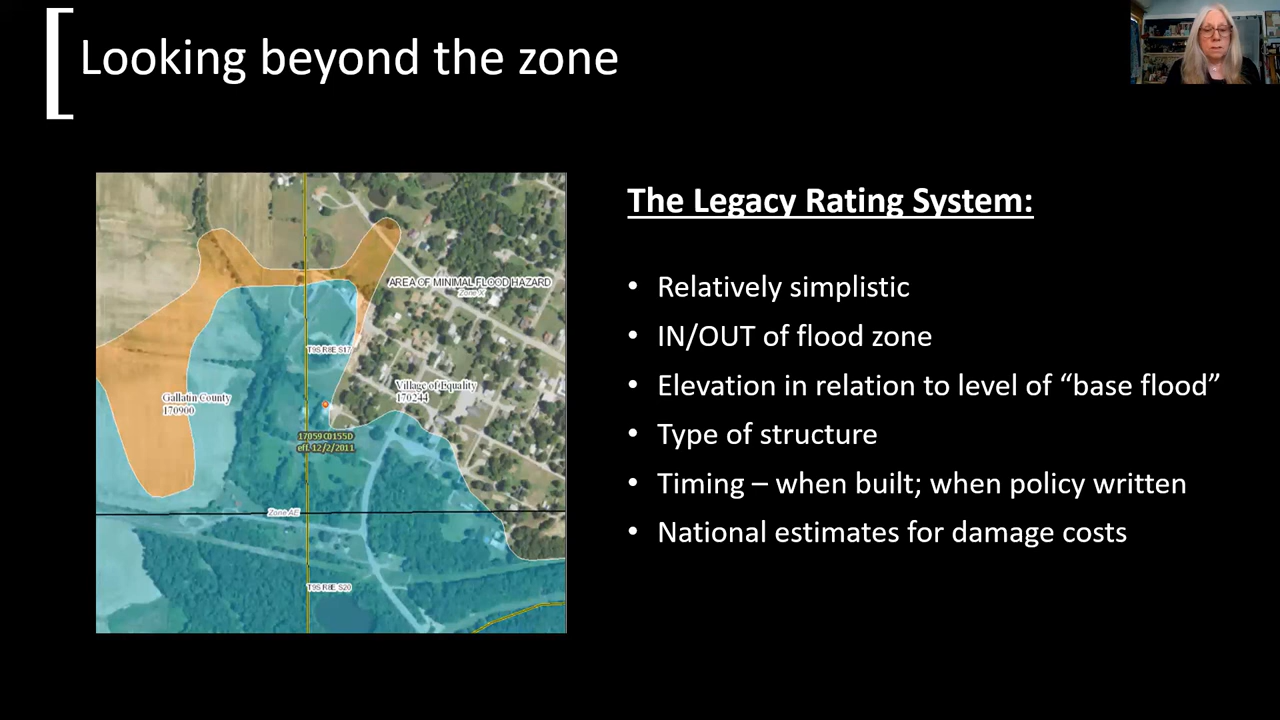 Looking beyond the zone
The Legacy Rating System:
• Relatively simplistic
• IN/OUT of flood zone
• Elevation in relation to level of “base flood”
• Type of structure
• Timing – when built; when policy written
• National estimates for damage costs
AREA OF MINIMAL FLOOD HAZARD
Zone X
T9S R8E S17
Village of Equality
170244
Gallatin County
170900
17059C0155D
eff. 12/2/2011
Zone AE
T9S R8E S20